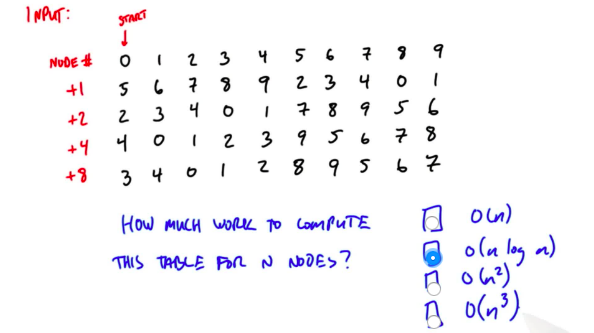 INPUT:
START
NODE # 0 1 2 3 4 5 6 7 8 9
+1 5 6 7 8 9 2 3 4 0 1
+2 2 3 4 0 1 7 8 9 5 6
+4 4 0 1 2 3 9 5 6 7 8
+8 3 4 0 1 2 8 9 5 6 7
HOW MUCH WORK TO COMPUTE
THIS TABLE FOR N NODES?
O(n)
O(n log n)
O(n²)
O(n³)